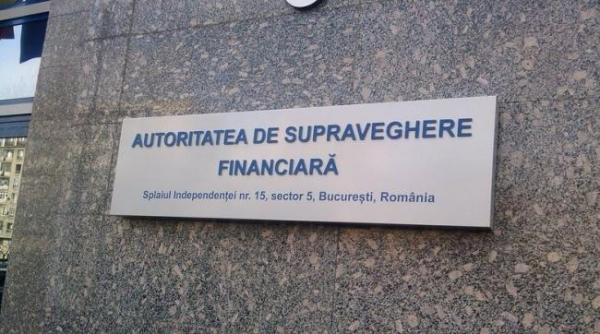 AUTORITATEA DE SUPRAVEGHERE
FINANCIARĂ
Splaiul Independenței nr. 15, sector 5, București, România